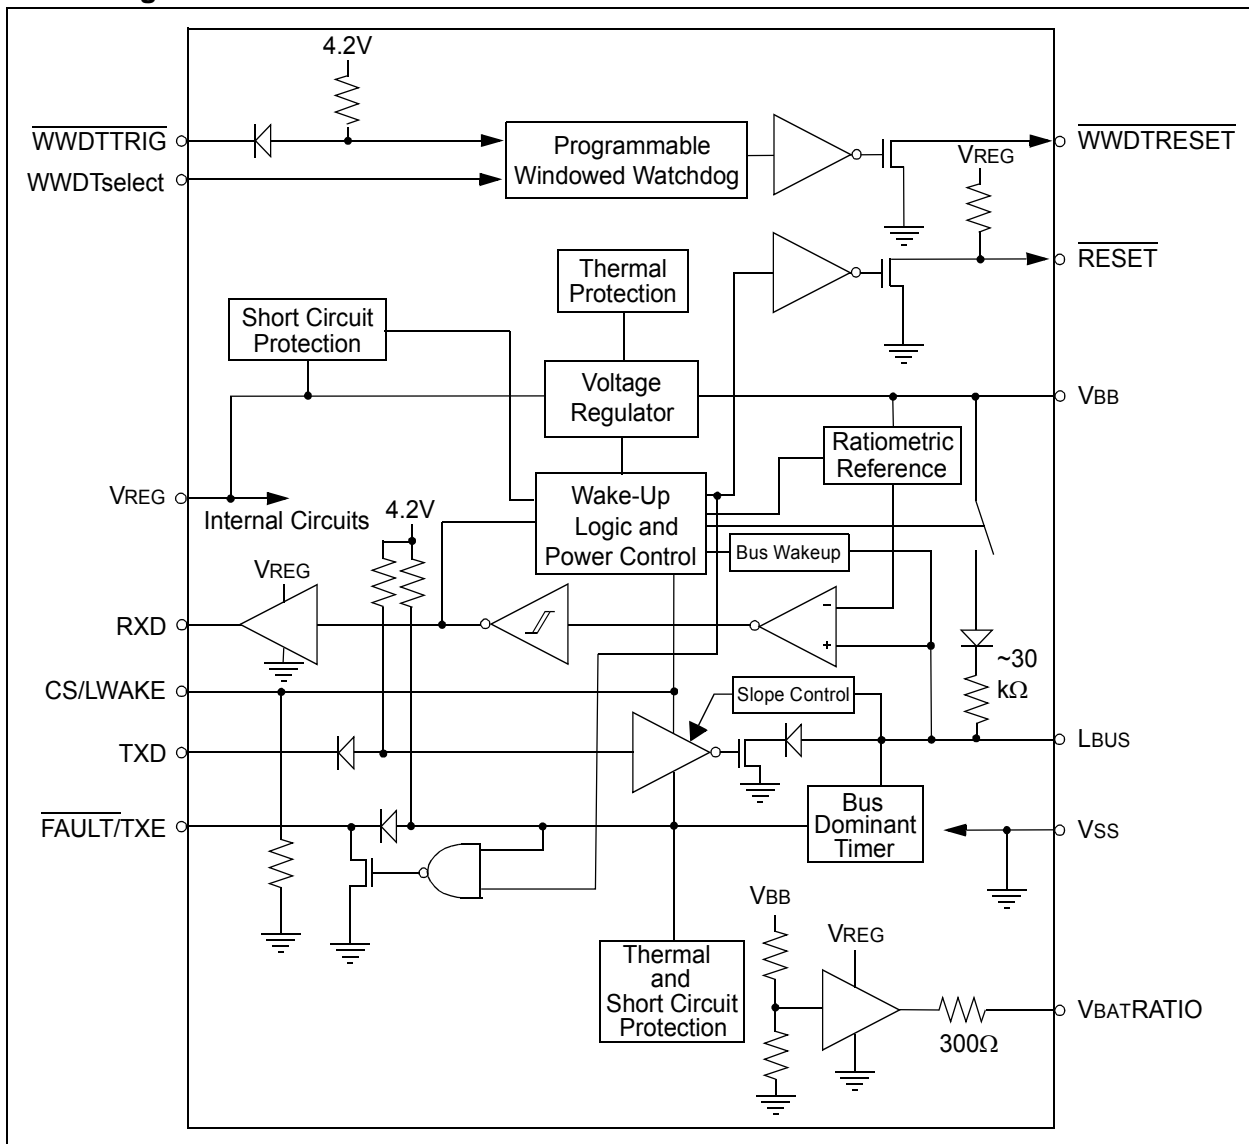 4.2V
WWDTTRIG
WWDTselect
Programmable
Windowed Watchdog
WWDTRESET
VREG
RESET
Thermal
Protection
Short Circuit
Protection
Voltage
Regulator
VBB
Ratiometric
Reference
VREG
Internal Circuits
4.2V
Wake-Up
Logic and
Power Control
Bus Wakeup
VREG
RXD
-
+
~30
kΩ
CS/LWAKE
Slope Control
TXD
LBUS
FAULT/TXE
Bus
Dominant
Timer
VSS
VBB
VREG
Thermal
and
Short Circuit
Protection
300Ω
VBATRATIO